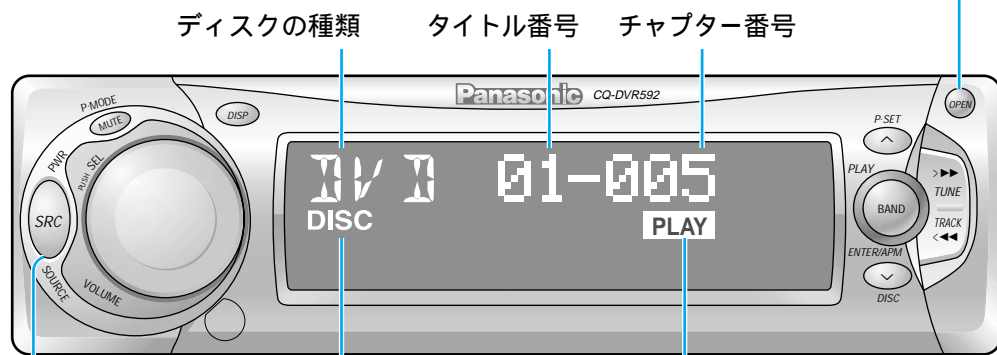 ディスクの種類
タイトル番号
チャプター番号
Panasonic CQ-DVR592
OPEN
P·MODE
MUTE
DISP
PWR
PUSH SEL
SRC
SOURCE
VOLUME
DVD 01-005
DISC
PLAY
P·SET
PLAY
BAND
ENTER/APM
DISC
TUNE
TRACK